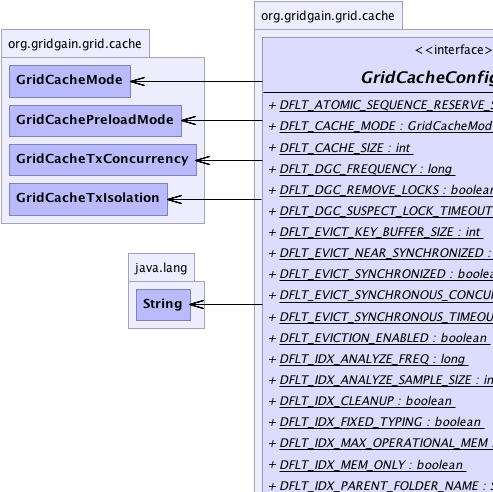 org.gridgain.grid.cache
org.gridgain.grid.cache
GridCacheMode
GridCachePreloadMode
GridCacheTxConcurrency
GridCacheTxIsolation
java.lang
String
<<interface>>
GridCacheConfig
+ DFLT_ATOMIC_SEQUENCE_RESERVE_S
+ DFLT_CACHE_MODE : GridCacheMod
+ DFLT_CACHE_SIZE : int
+ DFLT_DGC_FREQUENCY : long
+ DFLT_DGC_REMOVE_LOCKS : boolean
+ DFLT_DGC_SUSPECT_LOCK_TIMEOUT
+ DFLT_EVICT_KEY_BUFFER_SIZE : int
+ DFLT_EVICT_NEAR_SYNCHRONIZED :
+ DFLT_EVICT_SYNCHRONIZED : boolea
+ DFLT_EVICT_SYNCHRONOUS_CONCU
+ DFLT_EVICT_SYNCHRONOUS_TIMEOU
+ DFLT_EVICTION_ENABLED : boolean
+ DFLT_IDX_ANALYZE_FREQ : long
+ DFLT_IDX_ANALYZE_SAMPLE_SIZE : in
+ DFLT_IDX_CLEANUP : boolean
+ DFLT_IDX_FIXED_TYPING : boolean
+ DFLT_IDX_MAX_OPERATIONAL_MEM :
+ DFLT_IDX_MEM_ONLY : boolean
+ DFLT_IDX_PARENT_FOLDER_NAME : S